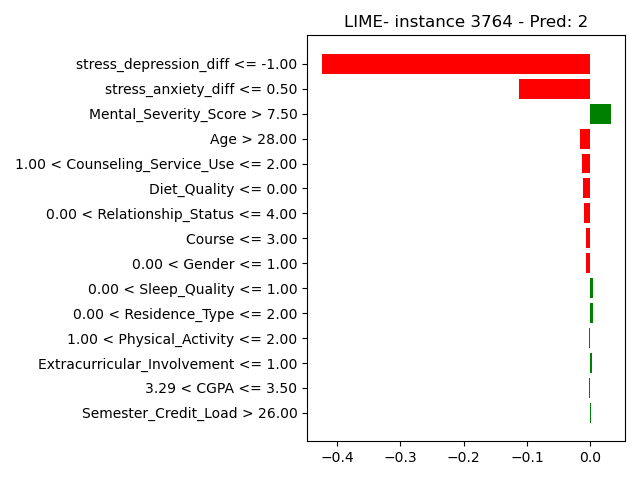 LIME- instance 3764 - Pred: 2
stress_depression_diff <= -1.00
stress_anxiety_diff <= 0.50
Mental_Severity_Score > 7.50
Age > 28.00
1.00 < Counseling_Service_Use <= 2.00
Diet_Quality <= 0.00
0.00 < Relationship_Status <= 4.00
Course <= 3.00
0.00 < Gender <= 1.00
0.00 < Sleep_Quality <= 1.00
0.00 < Residence_Type <= 2.00
1.00 < Physical_Activity <= 2.00
Extracurricular_Involvement <= 1.00
3.29 < CGPA <= 3.50
Semester_Credit_Load > 26.00
−0.4 −0.3 −0.2 −0.1 0.0